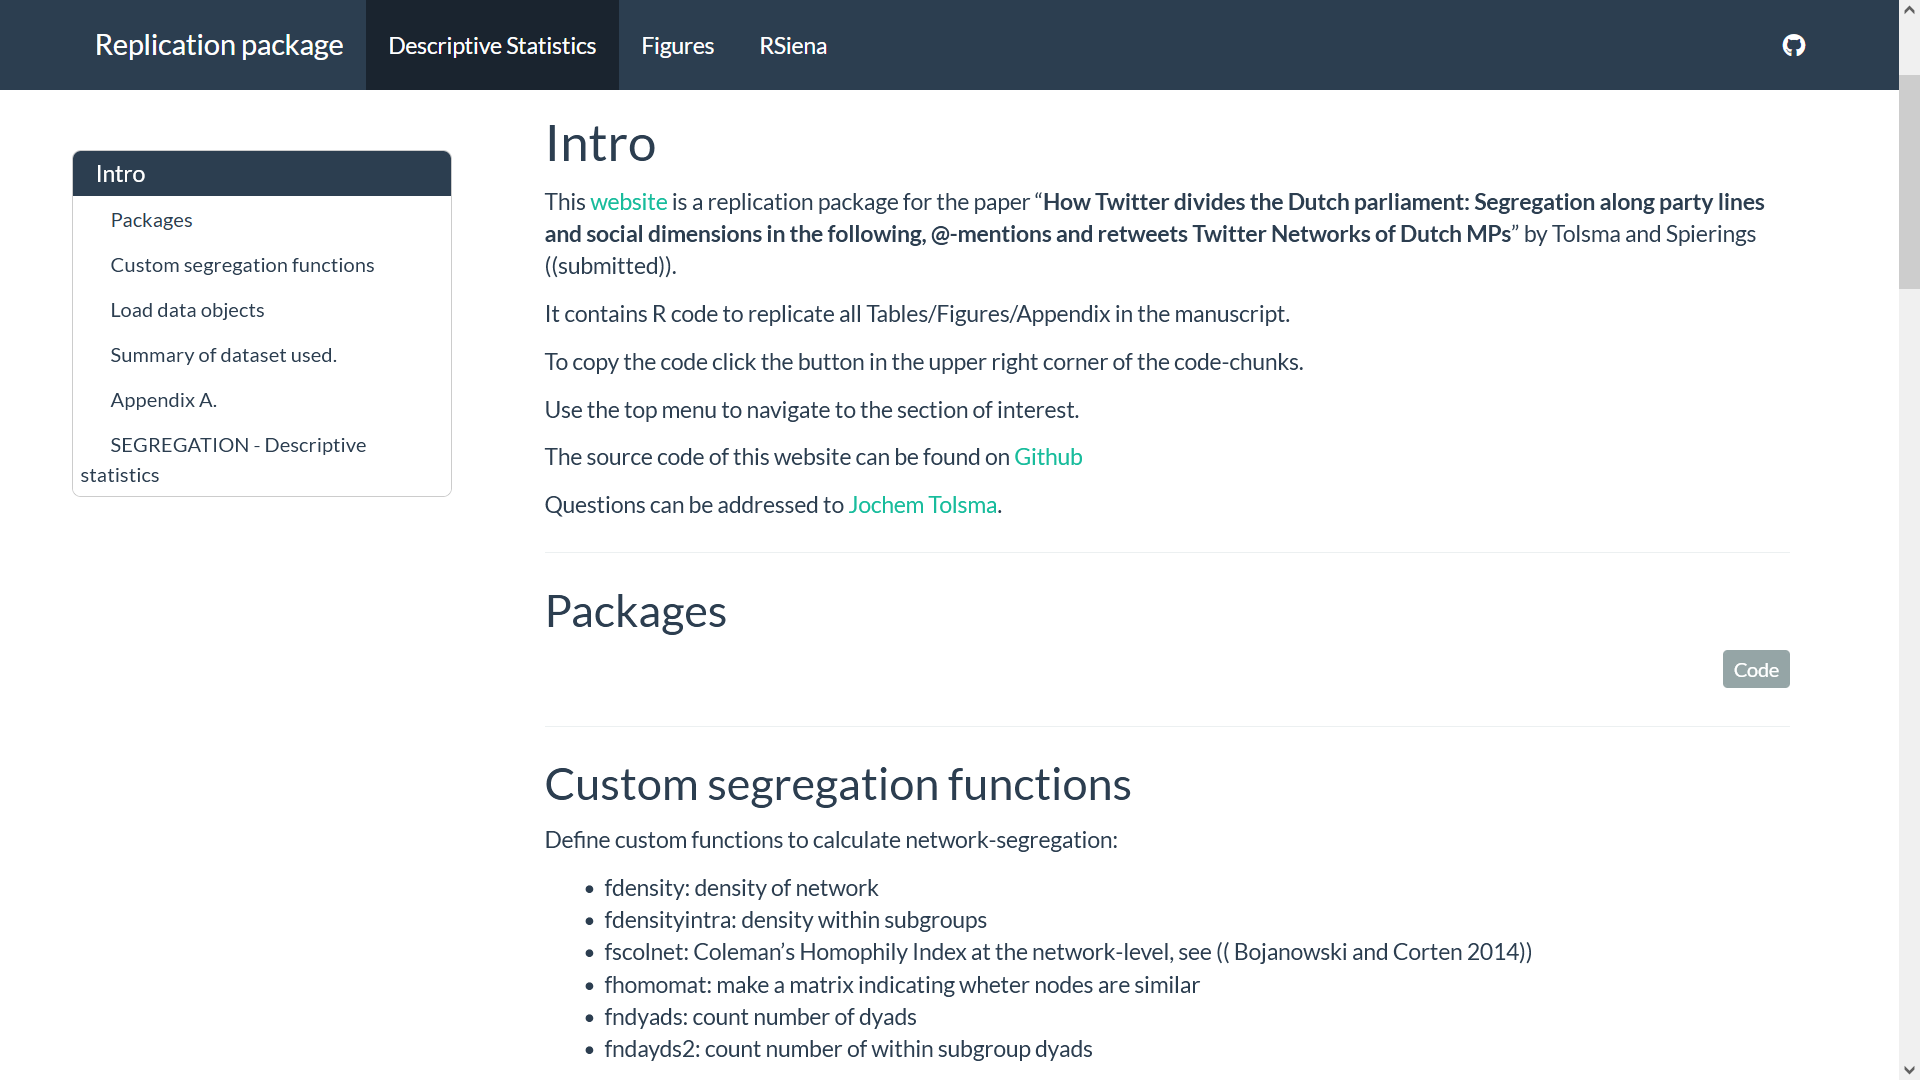 Replication package
Descriptive Statistics
Figures
RSiena
Intro
Packages
Custom segregation functions
Load data objects
Summary of dataset used.
Appendix A.
SEGREGATION - Descriptive
statistics
Intro
This website is a replication package for the paper “How Twitter divides the Dutch parliament: Segregation along party lines
and social dimensions in the following, @-mentions and retweets Twitter Networks of Dutch MPs” by Tolsma and Spierings
((submitted)).
It contains R code to replicate all Tables/Figures/Appendix in the manuscript.
To copy the code click the button in the upper right corner of the code-chunks.
Use the top menu to navigate to the section of interest.
The source code of this website can be found on Github
Questions can be addressed to Jochem Tolsma.
Packages
Code
Custom segregation functions
Define custom functions to calculate network-segregation:
• fdensity: density of network
• fdensityintra: density within subgroups
• fscolnet: Coleman’s Homophily Index at the network-level, see (( Bojanowski and Corten 2014))
• fhomomat: make a matrix indicating wheter nodes are similar
• fndyads: count number of dyads
• fndayds2: count number of within subgroup dyads